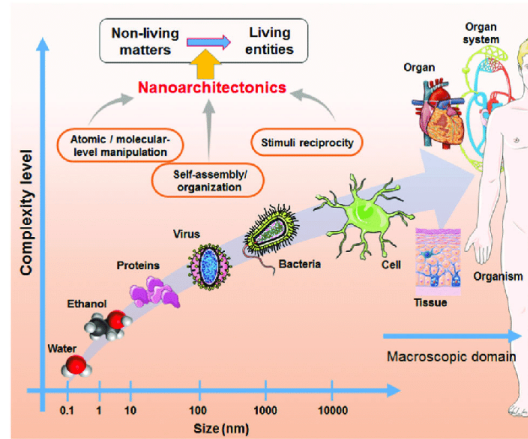 Non-living
matters
Living
entities
Nanoarchitectonics
Atomic / molecular-
level manipulation
Self-assembly/
organization
Stimuli reciprocity
Organ
system
Organ
Complexity level
Virus
Proteins
Bacteria
Cell
Ethanol
Water
Tissue
Organism
Macroscopic domain
0.1 1 10 100 1000 10000
Size (nm)